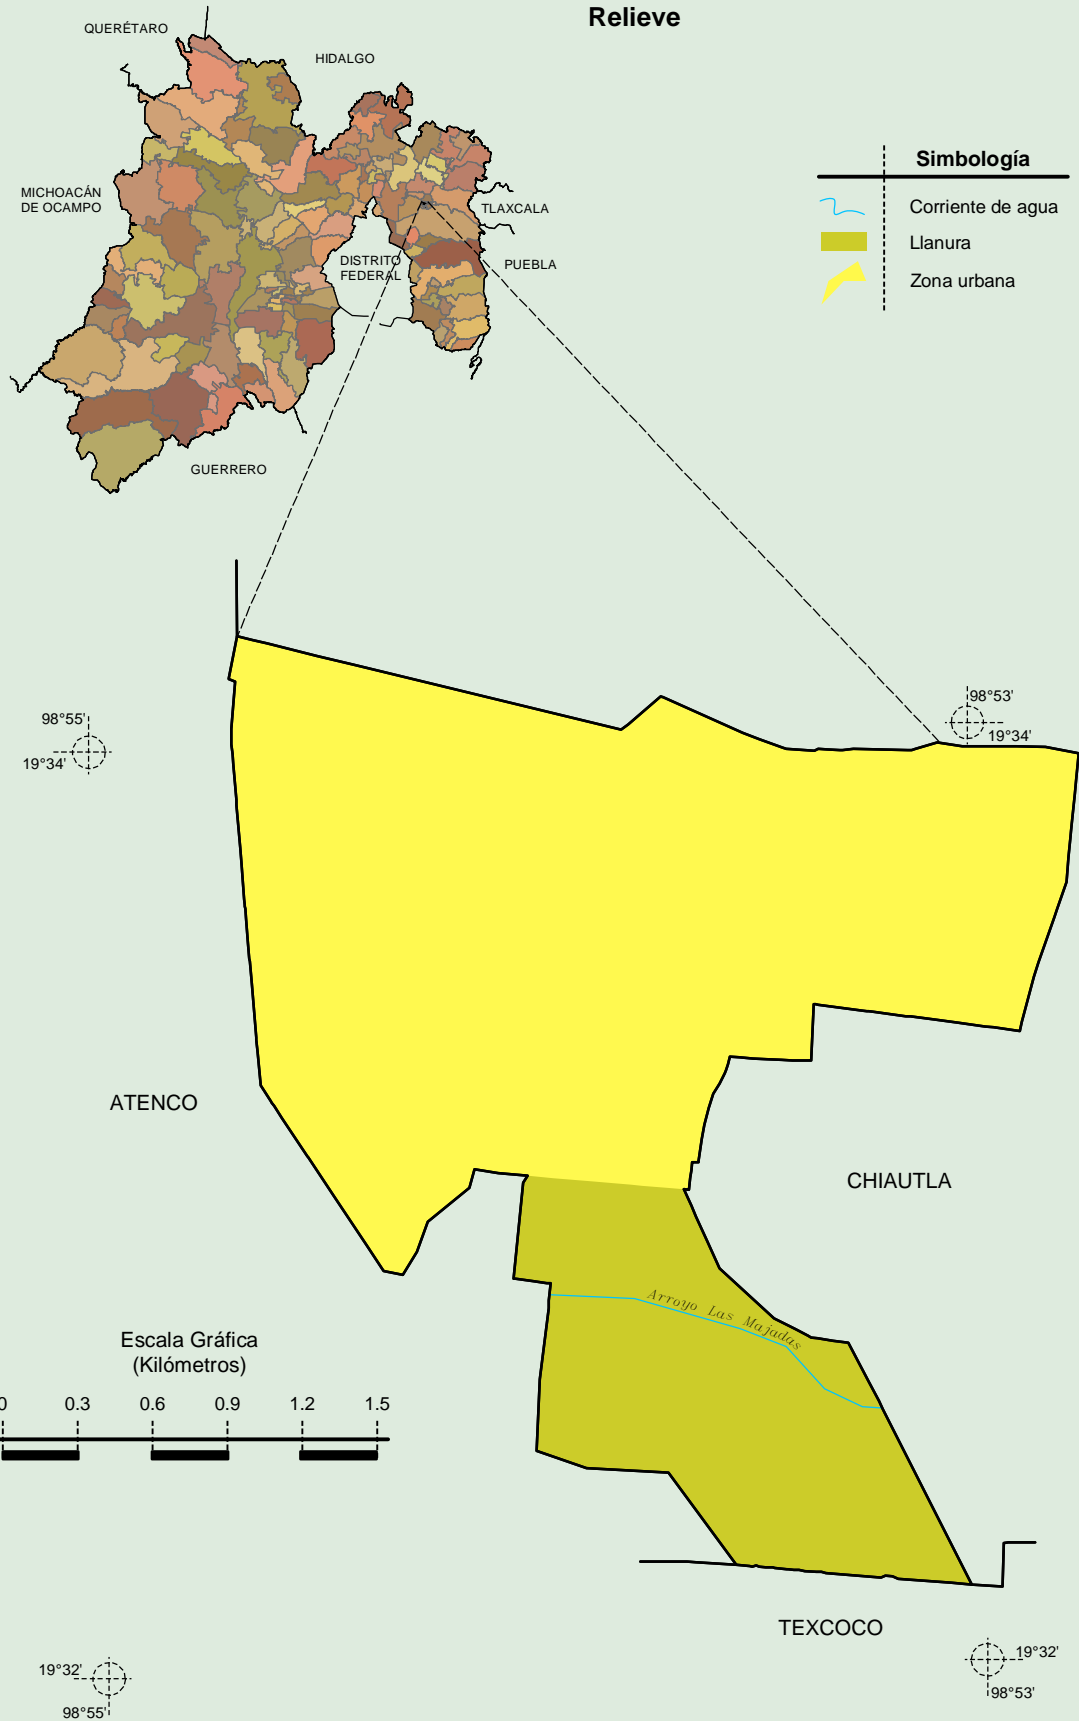 Relieve
QUERÉTARO
HIDALGO
MICHOACÁN
DE OCAMPO
TLAXCALA
DISTRITO
FEDERAL
PUEBLA
GUERRERO
Simbología
Corriente de agua
Llanura
Zona urbana
98°55'
19°34'
98°53'
19°34'
ATENCO
CHIAUTLA
Arroyo Las Majadas
Escala Gráfica
(Kilómetros)
0 0.3 0.6 0.9 1.2 1.5
TEXCOCO
19°32'
98°55'
19°32'
98°53'